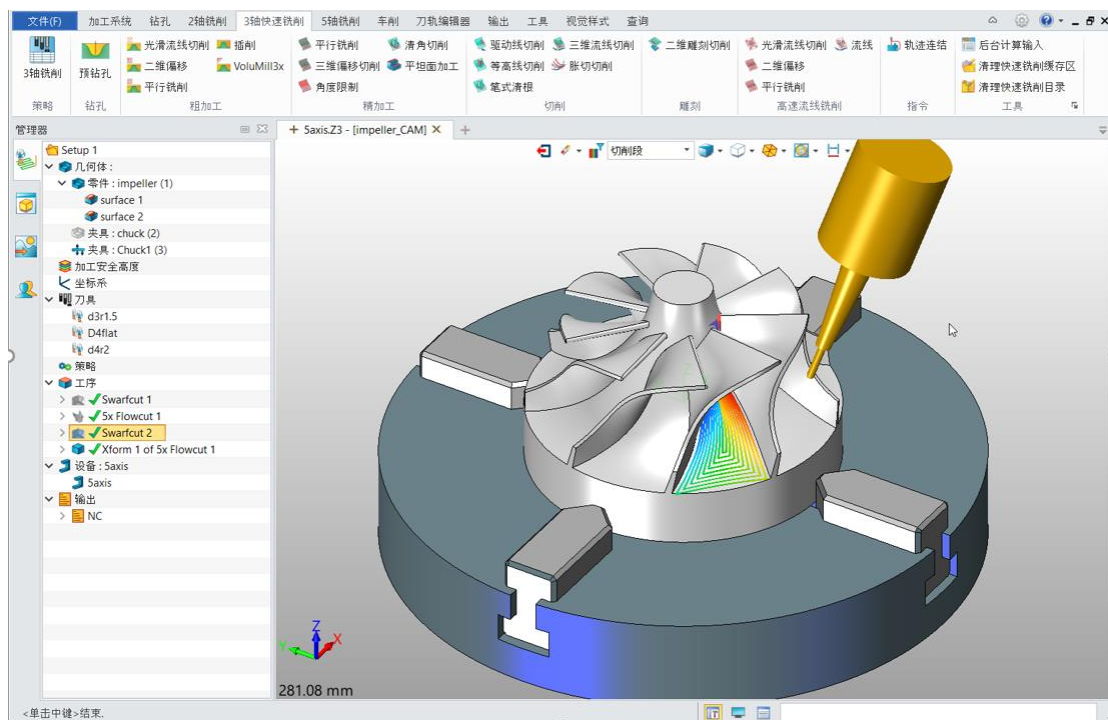 文件(F) 加工系统 钻孔 2轴铣削 3轴快速铣削 5轴铣削 车削 刀轨编辑器 输出 工具 视觉样式 查询
3轴铣削
策略
预钻孔
钻孔
光滑流线切削 插削
二维偏移 VoluMill3x
平行铣削
粗加工
平行铣削 清角切削
三维偏移切削 平坦面加工
角度限制
精加工
驱动线切削 三维流线切削
等高线切削 胀切切削
笔式清根
切削
二维雕刻切削
雕刻
光滑流线切削 流线
二维偏移
平行铣削
高速流线铣削
轨迹连结
指令
后台计算输入
清理快速铣削缓存区
清理快速铣削目录
工具
管理器
5axis.Z3 - [impeller_CAM]
切削段
Setup 1
几何体 :
零件 : impeller (1)
surface 1
surface 2
夹具 : chuck (2)
夹具 : Chuck1 (3)
加工安全高度
坐标系
刀具
d3r1.5
D4flat
d4r2
策略
工序
Swarfcut 1
5x Flowcut 1
Swarfcut 2
Xform 1 of 5x Flowcut 1
设备 : 5axis
5axis
输出
NC
Z
Y
X
281.08 mm
<单击中键>结束.